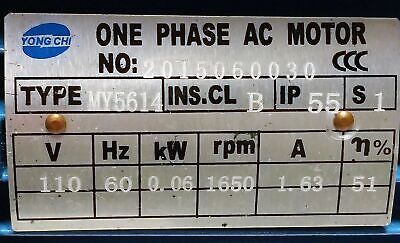 YONG CHI
ONE PHASE AC MOTOR
NO: 2015060030 CCC
TYPE MY5614 INS.CL B IP 55 S 1
V Hz kW rpm A η%
110 60 0.06 1650 1.63 51